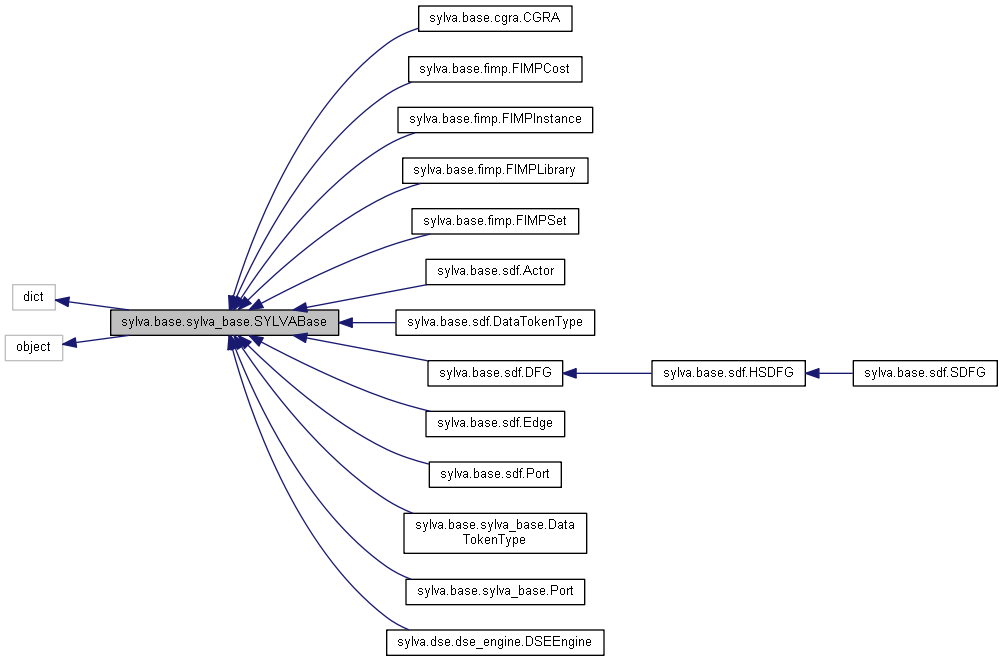 sylva.base.cgra.CGRA
sylva.base.fimp.FIMPCost
sylva.base.fimp.FIMPInstance
sylva.base.fimp.FIMPLibrary
sylva.base.fimp.FIMPSet
sylva.base.sdf.Actor
dict
sylva.base.sylva_base.SYLVABase
sylva.base.sdf.DataTokenType
object
sylva.base.sdf.DFG
sylva.base.sdf.HSDFG
sylva.base.sdf.SDFG
sylva.base.sdf.Edge
sylva.base.sdf.Port
sylva.base.sylva_base.Data
TokenType
sylva.base.sylva_base.Port
sylva.dse.dse_engine.DSEEngine